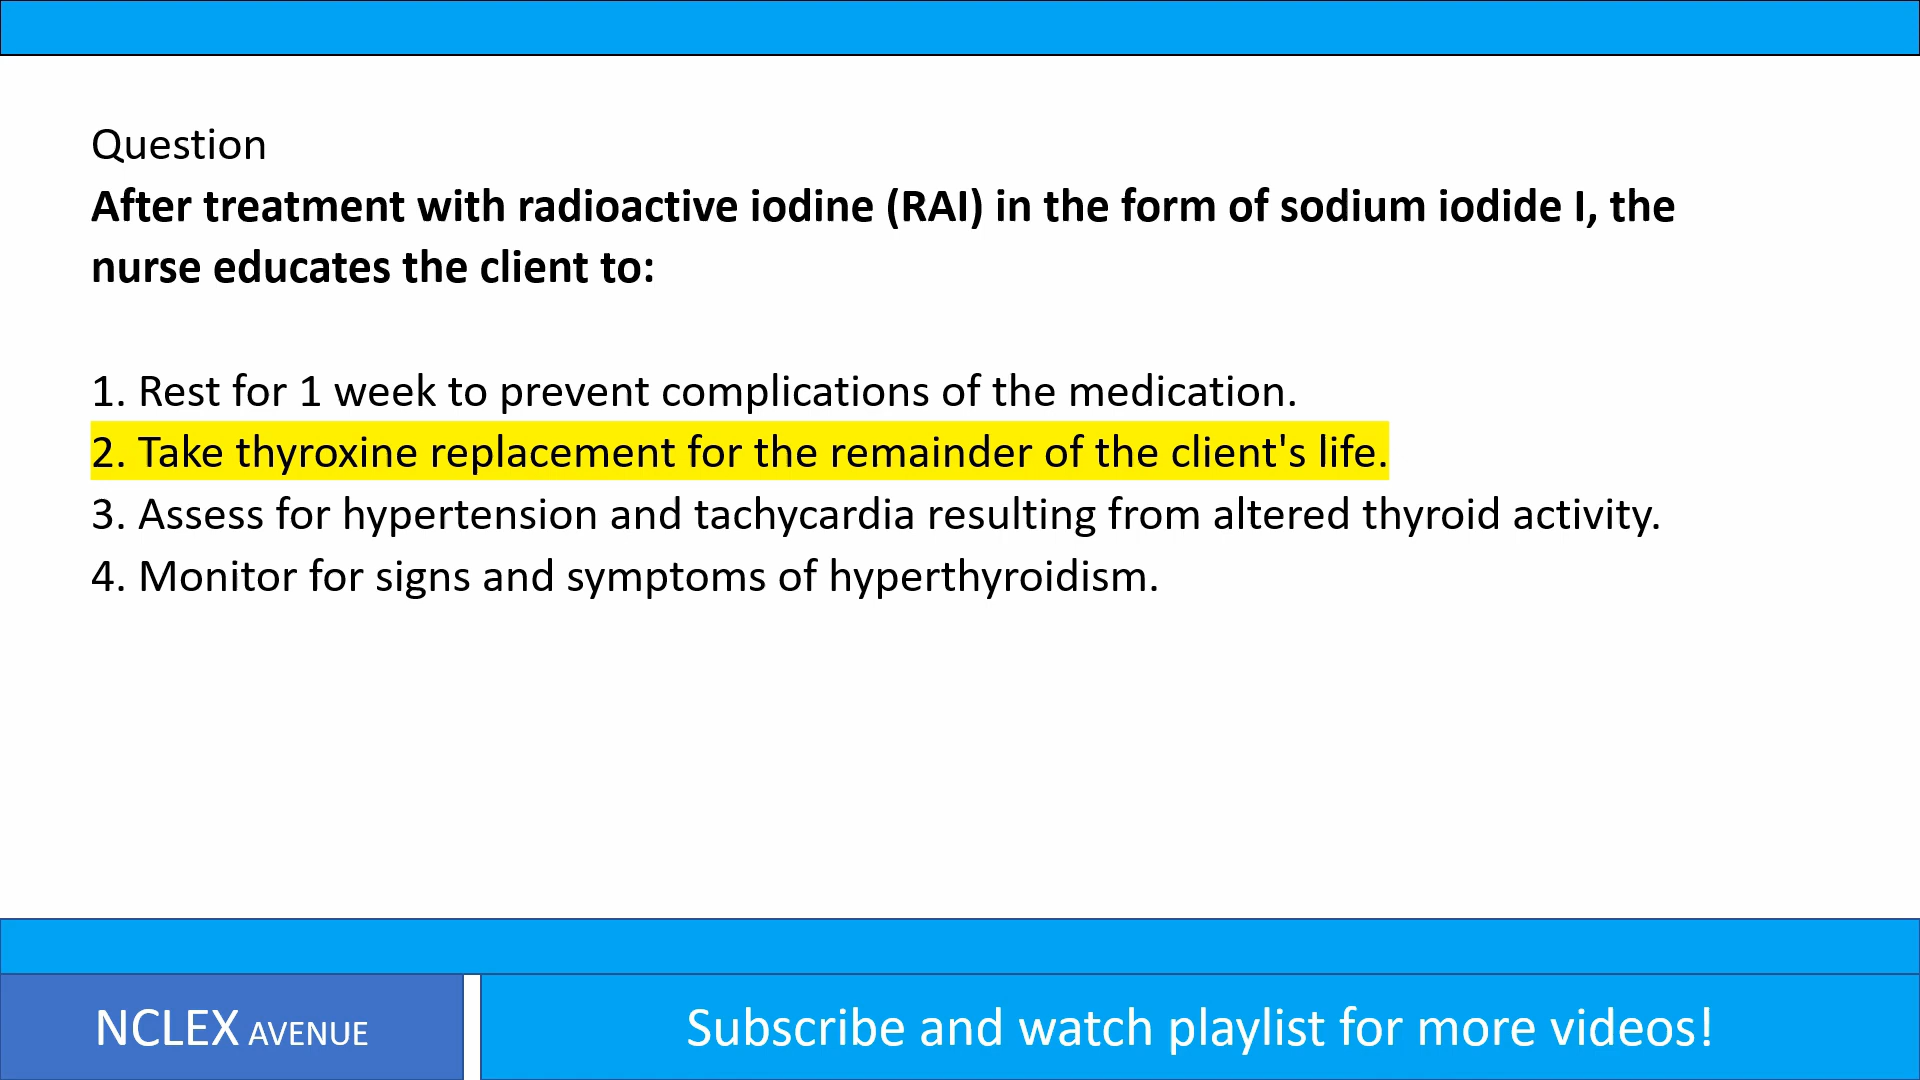 Question
After treatment with radioactive iodine (RAI) in the form of sodium iodide I, the
nurse educates the client to:
1. Rest for 1 week to prevent complications of the medication.
2. Take thyroxine replacement for the remainder of the client's life.
3. Assess for hypertension and tachycardia resulting from altered thyroid activity.
4. Monitor for signs and symptoms of hyperthyroidism.
NCLEX AVENUE
Subscribe and watch playlist for more videos!